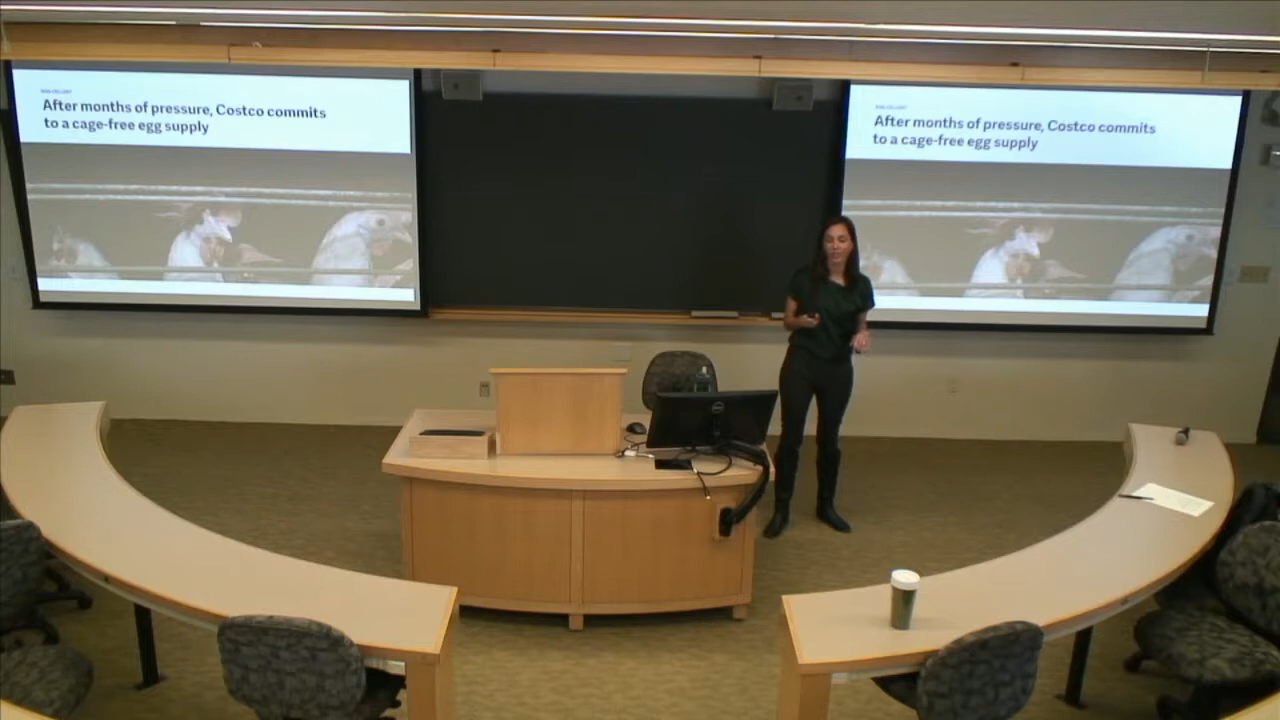 After months of pressure, Costco commits
to a cage-free egg supply
After months of pressure, Costco commits
to a cage-free egg supply
DELL